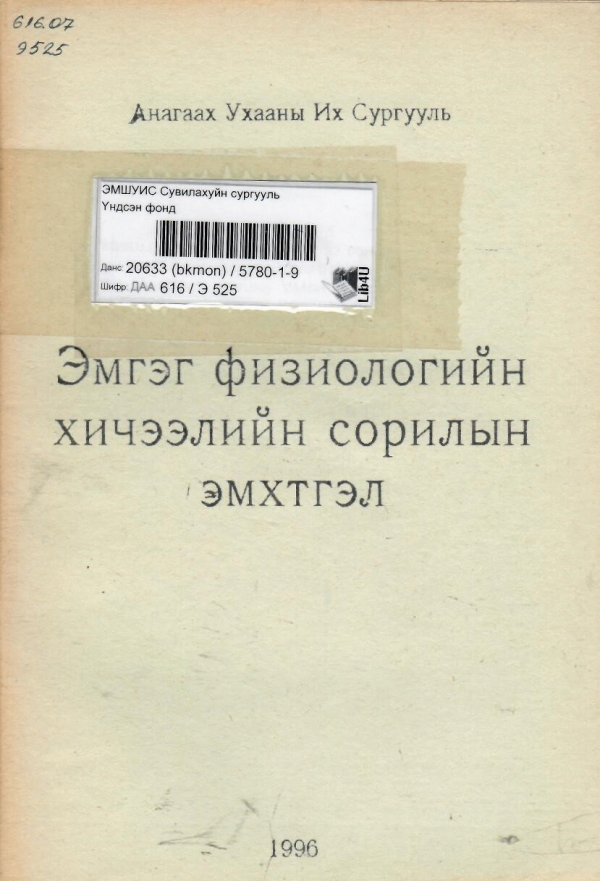 616.07
Э525
Анагаах Ухааны Их Сургууль
ЭМШУИС Сувилахуйн сургууль
Үндсэн фонд
Данс: 20633 (bkmon) / 5780-1-9
Шифр: ДАА 616 / Э 525
Lib4U
Эмгэг физиологийн
хичээлийн сорилын
эмхтгэл
1996